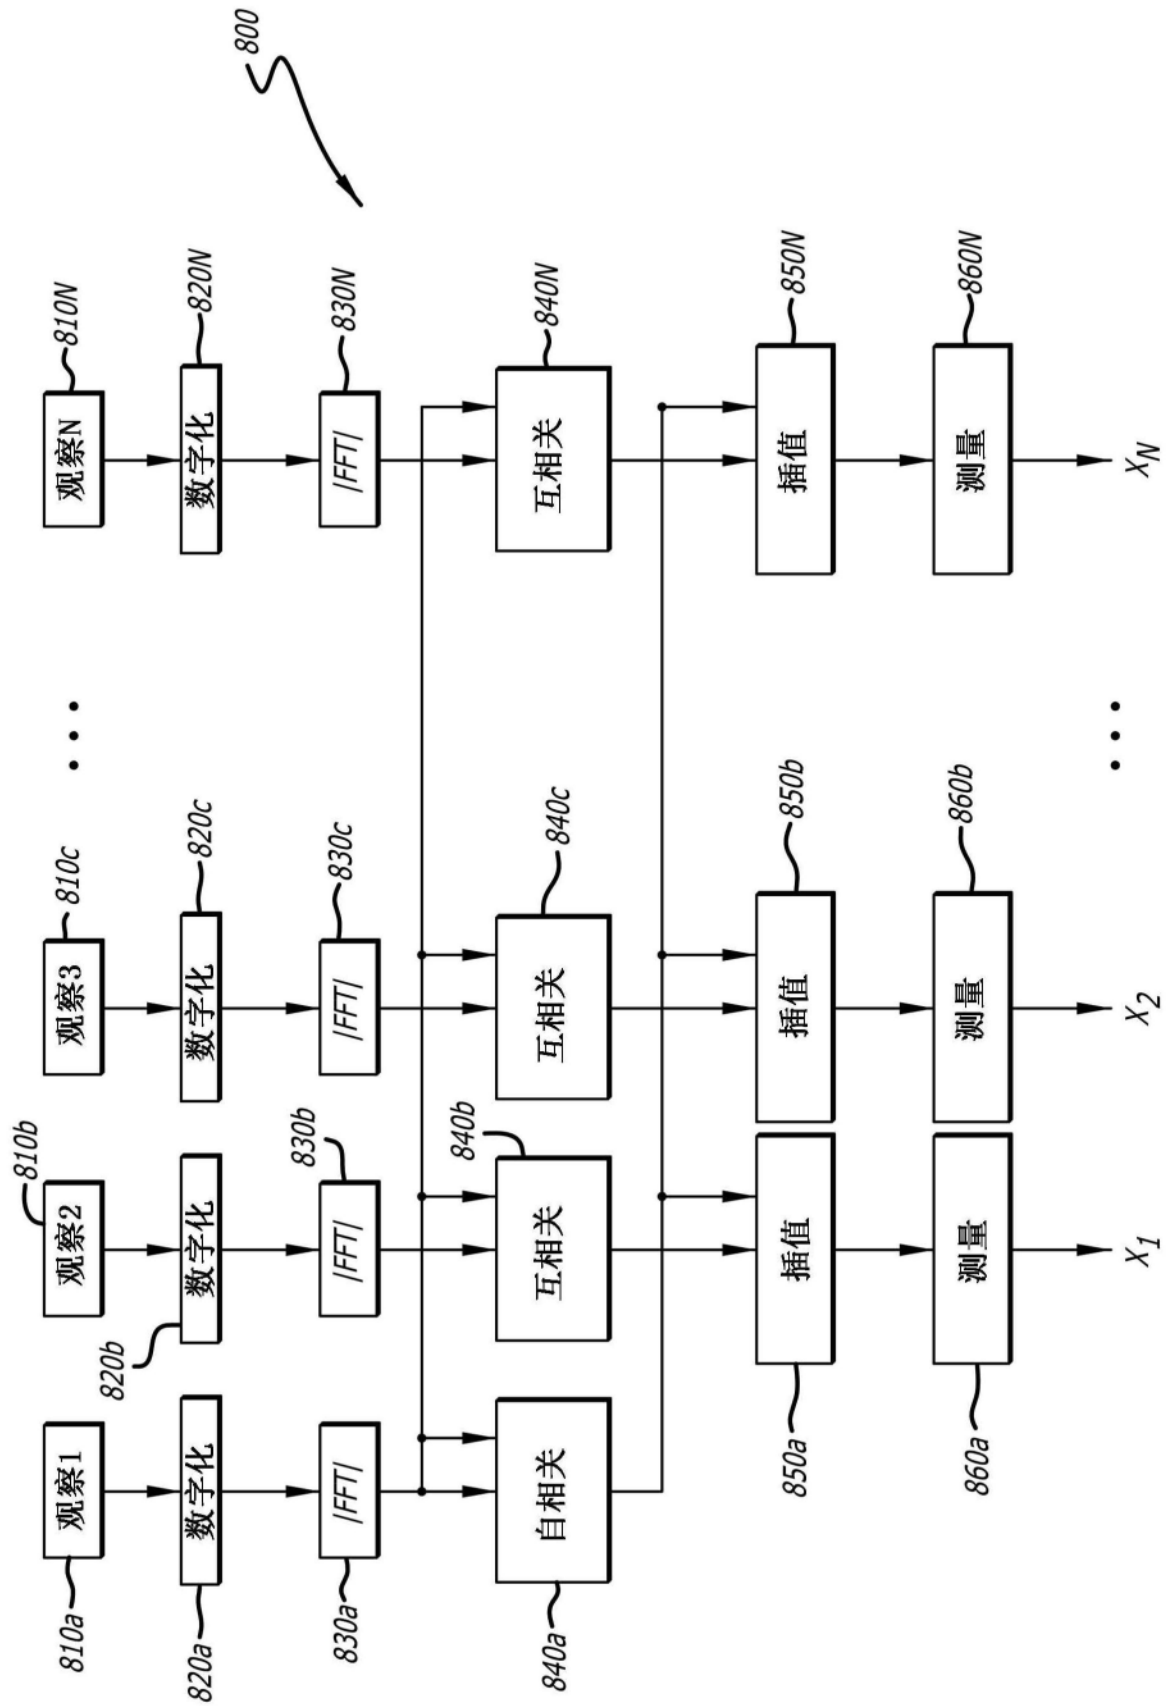 800
810a
810b
810c
810N
观察1
观察2
观察3
• • •
观察N
820a
820b
820c
820N
数字化
数字化
数字化
数字化
830a
830b
830c
830N
|FFT|
|FFT|
|FFT|
|FFT|
840a
840b
840c
840N
自相关
互相关
互相关
互相关
850a
850b
850N
插值
插值
插值
860a
860b
860N
测量
测量
测量
X1
X2
• • •
XN